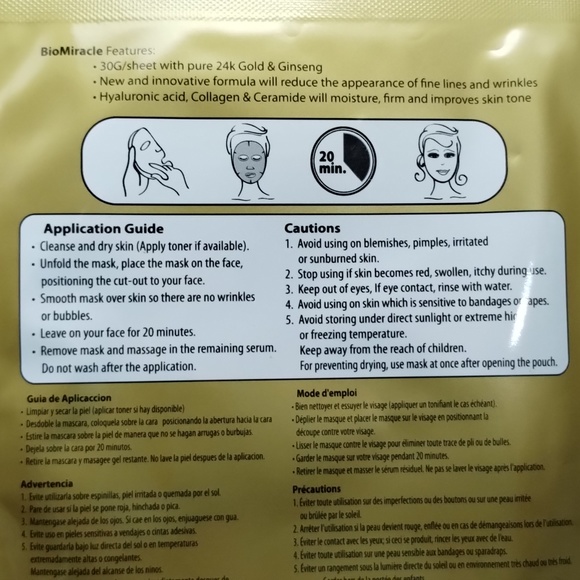 BioMiracle Features:
• 30G/sheet with pure 24k Gold & Ginseng
• New and innovative formula will reduce the appearance of fine lines and wrinkles
• Hyaluronic acid, Collagen & Ceramide will moisture, firm and improves skin tone
20
min.
Application Guide
• Cleanse and dry skin (Apply toner if available).
• Unfold the mask, place the mask on the face,
positioning the cut-out to your face.
• Smooth mask over skin so there are no wrinkles
or bubbles.
• Leave on your face for 20 minutes.
• Remove mask and massage in the remaining serum.
Do not wash after the application.
Cautions
1. Avoid using on blemishes, pimples, irritated
or sunburned skin.
2. Stop using if skin becomes red, swollen, itchy during use.
3. Keep out of eyes, If eye contact, rinse with water.
4. Avoid using on skin which is sensitive to bandages
5. Avoid storing under direct sunlight or extreme
or freezing temperature.
Keep away from the reach of children.
For preventing drying, use mask at once after opening the pouch.
Guia de Aplicaccion
• Limpiar y secar la piel (aplicar toner si hay disponible)
• Desdoble la mascara, coloquela sobre la cara posicionando la abertura hacia la cara
• Estire la mascara sobre la piel de manera que no se hagan arrugas o burbujas
• Dejela sobre la cara por 20 minutos.
• Retire la mascara y masagee gel restante. No lave la piel despues de la aplicacion.
Advertencia
1. Evite utilizarla sobre espinillas, piel irritada o quemada por el sol.
2. Pare de usar si la piel se pone roja, hinchada o pica.
3. Mantengase alejada de los ojos. Si cae en los ojos, enjuaguese con gua.
4. Evite uso en pieles sensitivas a vendajes o cintas adesivas.
5. Evite guardarla bajo luz directa del sol o en temperaturas
extremadamente altas o congelantes.
Mantengase alejada del alcance de los ninos.
Mode d'emploi
• Bien nettoyer et essuyer le visage (appliquer un tonifiant le cas échéant).
• Déplier le masque et placer le masque sur le visage en positionnant la
découpe contre votre visage.
• Lisser le masque contre le visage pour éliminer toute trace de pli ou de bulles.
• Garder le masque sur votre visage pendant 20 minutes.
• Retirer le masque et masser le sérum résiduel. Ne pas se laver le visage après l'application.
Précautions
1. Éviter toute utilisation sur des imperfections ou des boutons ou sur une peau irritée
ou brûlée par le soleil.
2. Arrêter l'utilisation si la peau devient rouge, enflée ou en cas de démangeaisons lors de l'utilisation.
3. Éviter le contact avec les yeux; si ceci se produit, rincer les yeux avec de l'eau.
4. Éviter toute utilisation sur une peau sensible aux bandages ou sparadraps.
5. Éviter un rangement sous la lumière directe du soleil ou en environnement très chaud ou très froid.